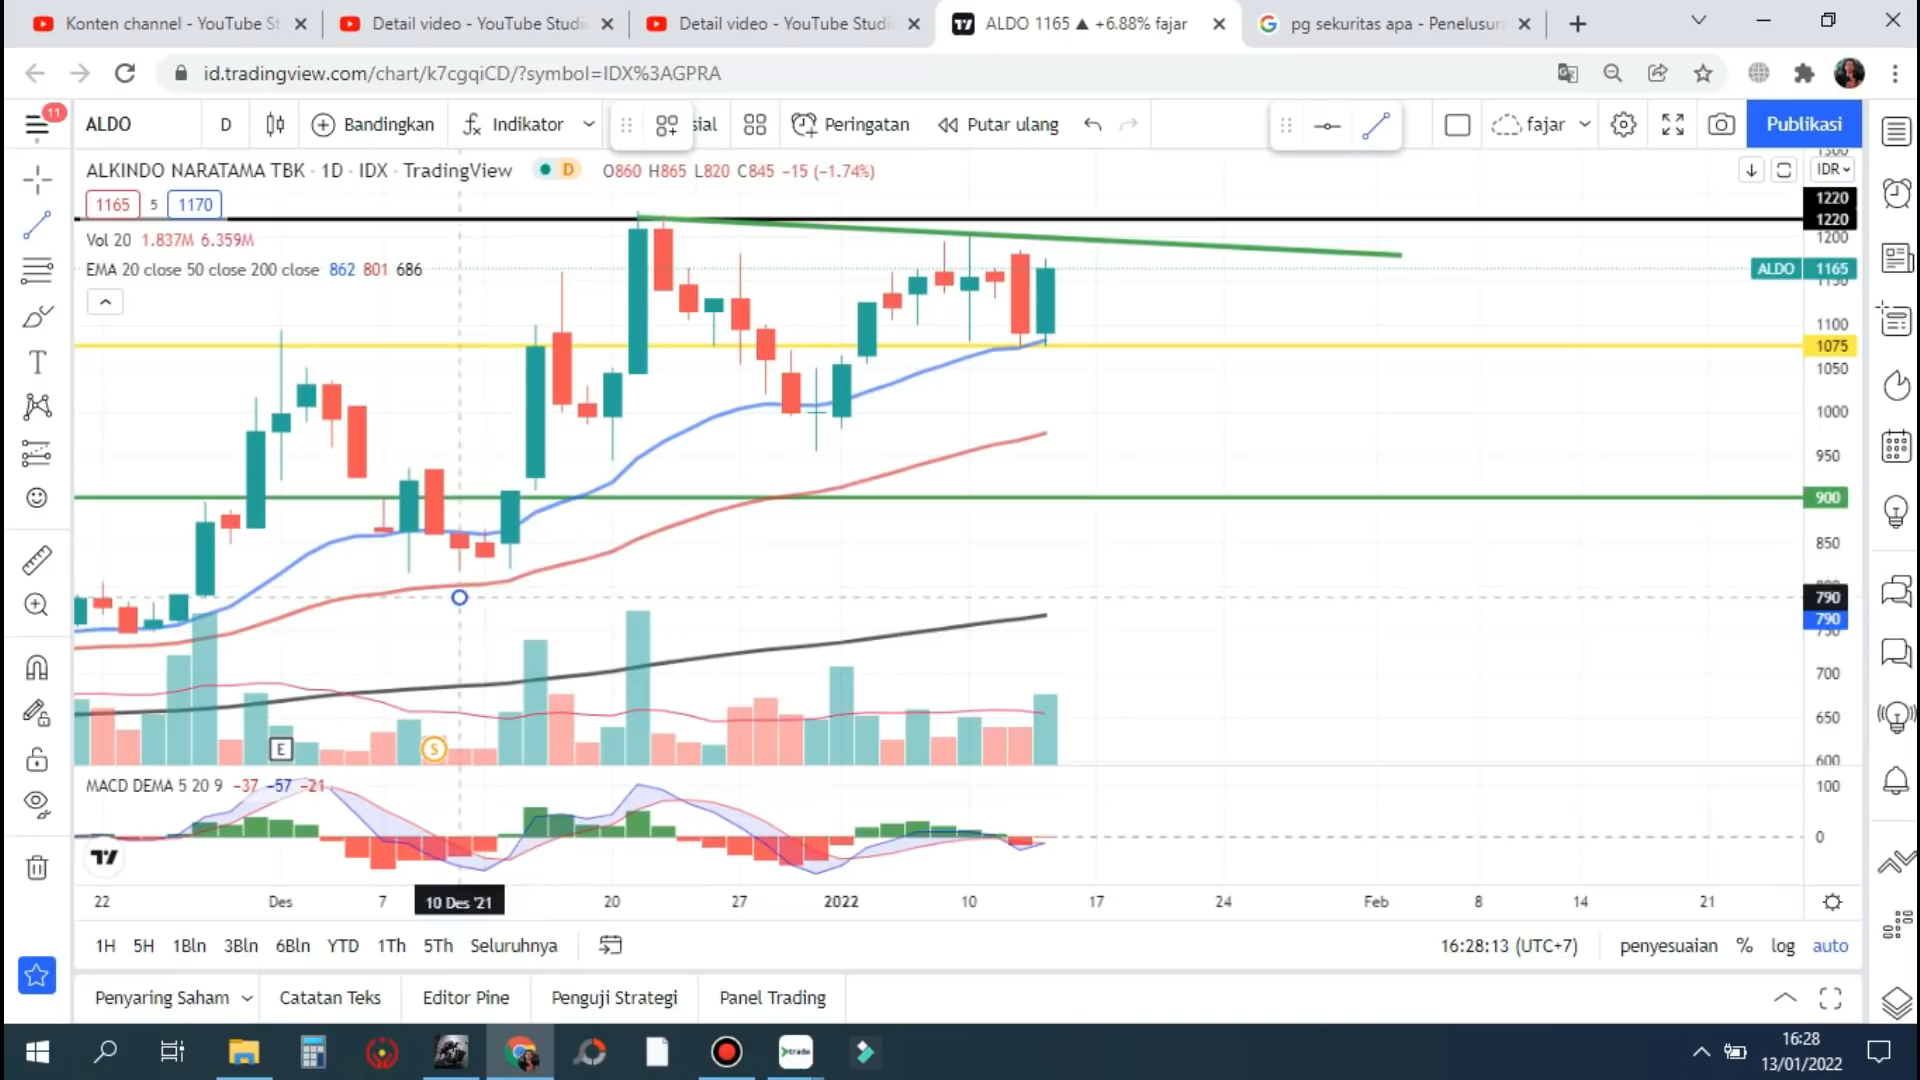 Konten channel - YouTube St
Detail video - YouTube Studi
Detail video - YouTube Studi
ALDO 1165 ▲ +6.88% fajar
pg sekuritas apa - Penelusur
id.tradingview.com/chart/k7cgqiCD/?symbol=IDX%3AGPRA
11
ALDO
D
Bandingkan
Indikator
sial
Peringatan
Putar ulang
fajar
Publikasi
ALKINDO NARATAMA TBK · 1D · IDX · TradingView
D
O860 H865 L820 C845 −15 (−1.74%)
IDR
1165 5 1170
Vol 20 1.837M 6.359M
EMA 20 close 50 close 200 close 862 801 686
1300
1220
1220
1200
ALDO 1165
1150
1100
1075
1050
1000
950
900
850
790
790
750
700
650
600
E
S
MACD DEMA 5 20 9 −37 −57 −21
100
0
22
Des
7
10 Des '21
20
27
2022
10
17
24
Feb
8
14
21
1H 5H 1Bln 3Bln 6Bln YTD 1Th 5Th Seluruhnya
16:28:13 (UTC+7)
penyesuaian % log auto
Penyaring Saham
Catatan Teks
Editor Pine
Penguji Strategi
Panel Trading
trade
16:28
13/01/2022